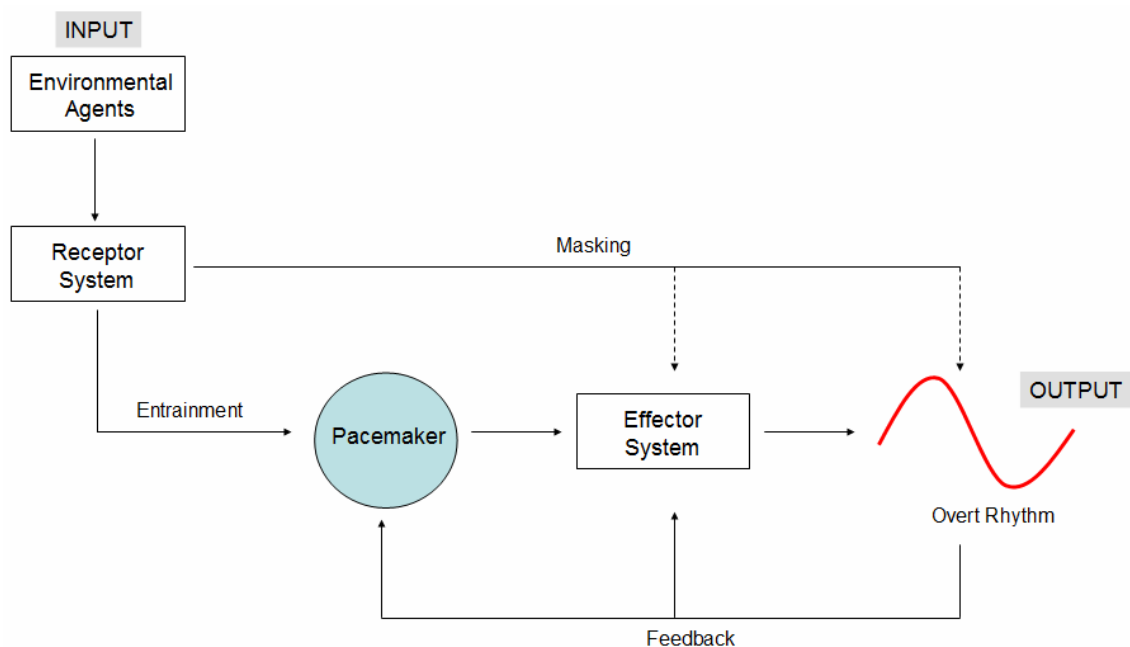 INPUT
Environmental
Agents
Receptor
System
Masking
Entrainment
Pacemaker
Effector
System
OUTPUT
Overt Rhythm
Feedback